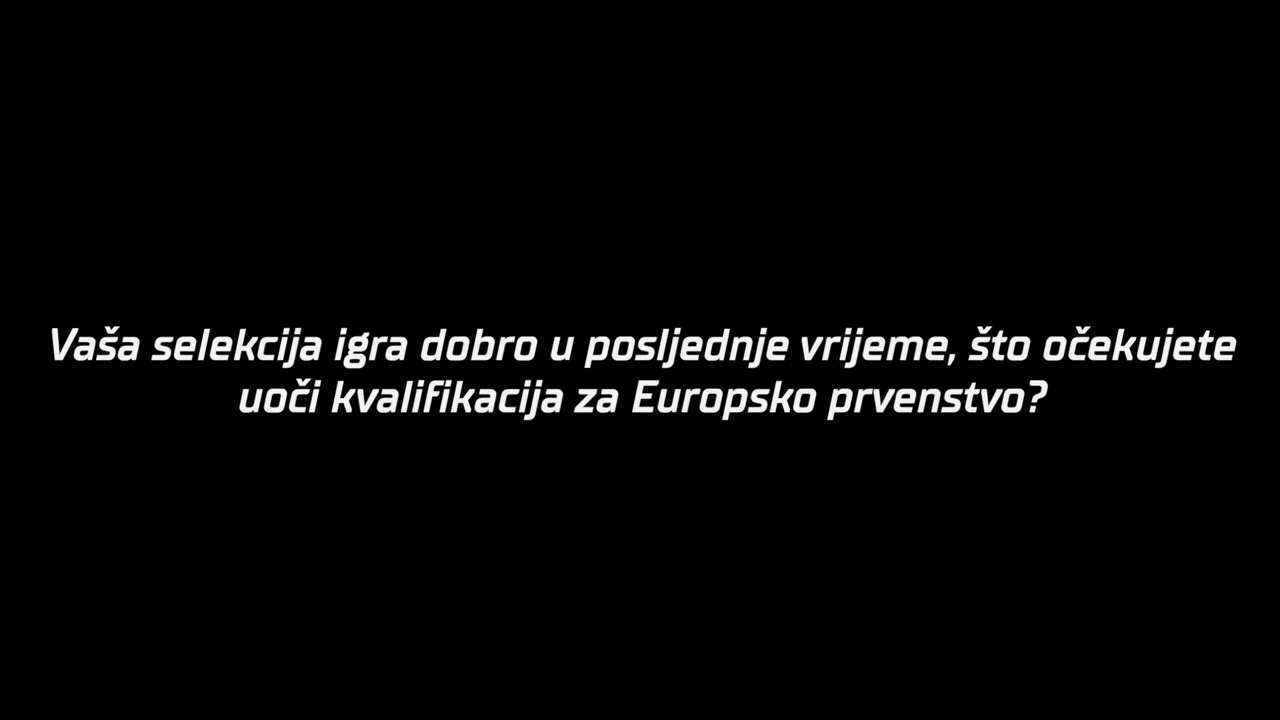 Vaša selekcija igra dobro u posljednje vrijeme, što očekujete
uoči kvalifikacija za Europsko prvenstvo?